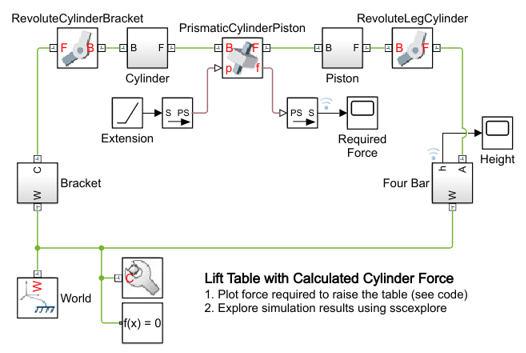 RevoluteCylinderBracket
PrismaticCylinderPiston
RevoluteLegCylinder
F B
B F
B F
B F
B F
p f
Cylinder
Piston
S PS
PS S
Extension
Required
Force
Height
C
h A
Bracket
Four Bar
W
W
W
C
World
f(x) = 0
Lift Table with Calculated Cylinder Force
1. Plot force required to raise the table (see code)
2. Explore simulation results using sscexplore